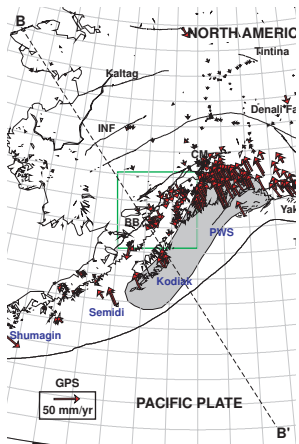 B
NORTH AMERIC
Tintina
Kaltag
Denali Fa
INF
CM
BB
Yak
PWS
Kodiak
Semidi
Shumagin
GPS
50 mm/yr
PACIFIC PLATE
B'